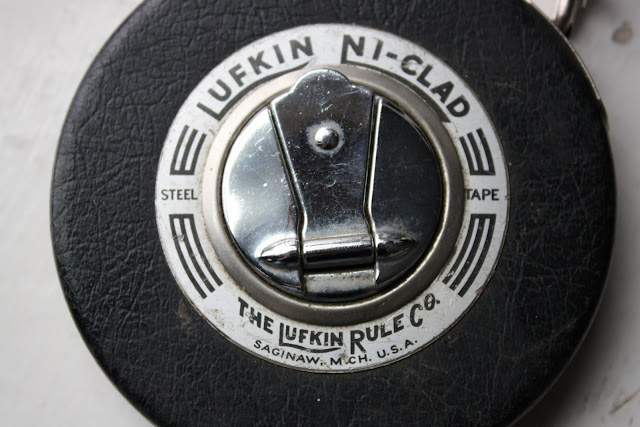 LUFKIN NI-CLAD
STEEL TAPE
THE LUFKIN RULE CO.
SAGINAW, MICH. U.S.A.